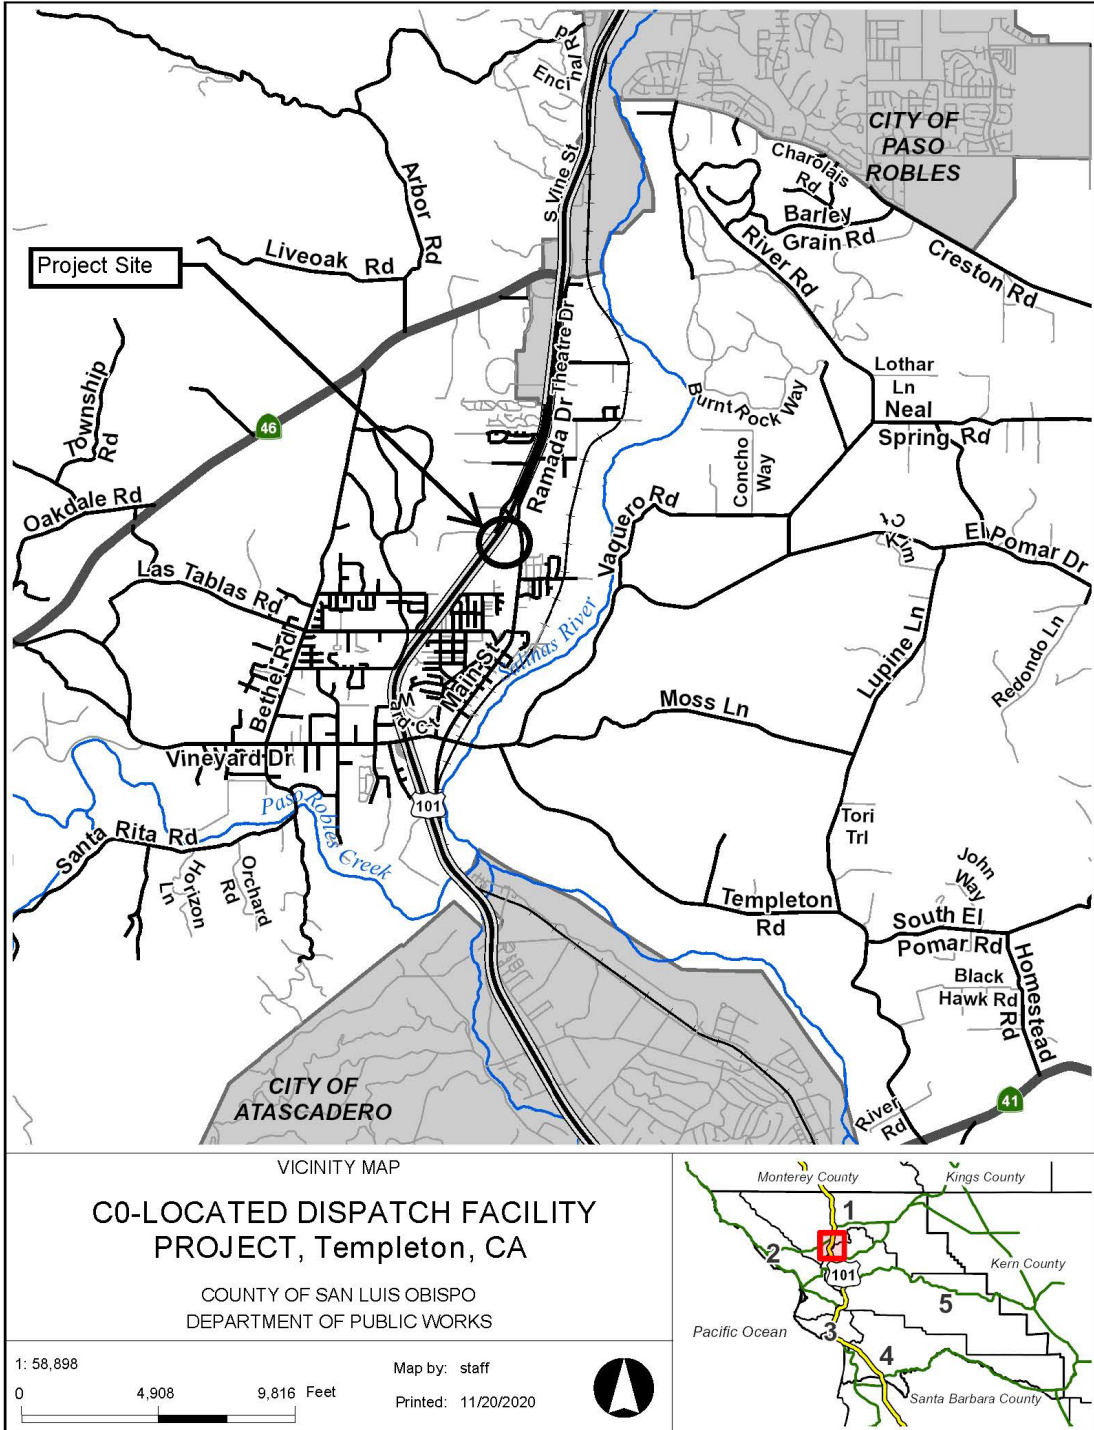 Encinal Rd
CITY OF
PASO
ROBLES
S Vine St
Charolais
Rd
Barley
Grain Rd
Arbor Rd
Liveoak Rd
River Rd
Creston Rd
Project Site
Theatre Dr
Ramada Dr
Township
Rd
46
Burnt Rock Way
Lothar
Ln
Neal
Spring Rd
Concho
Way
Oakdale Rd
Vaquero Rd
Kim Ct
El Pomar Dr
Las Tablas Rd
Salinas River
Bethel Rd
Main St
Ward Ct
Lupine Ln
Redondo Ln
Moss Ln
Vineyard Dr
101
Paso Robles
Creek
Santa Rita Rd
Horizon
Ln
Orchard
Rd
Tori
Trl
John
Way
Templeton
Rd
South El
Pomar Rd
Black
Hawk Rd
Homestead
Rd
CITY OF
ATASCADERO
River
Rd
41
VICINITY MAP
C0-LOCATED DISPATCH FACILITY
PROJECT, Templeton, CA
COUNTY OF SAN LUIS OBISPO
DEPARTMENT OF PUBLIC WORKS
1: 58,898
0 4,908 9,816 Feet
Map by: staff
Printed: 11/20/2020
Monterey County
Kings County
1
2
Kern County
101
5
Pacific Ocean
3
4
Santa Barbara County